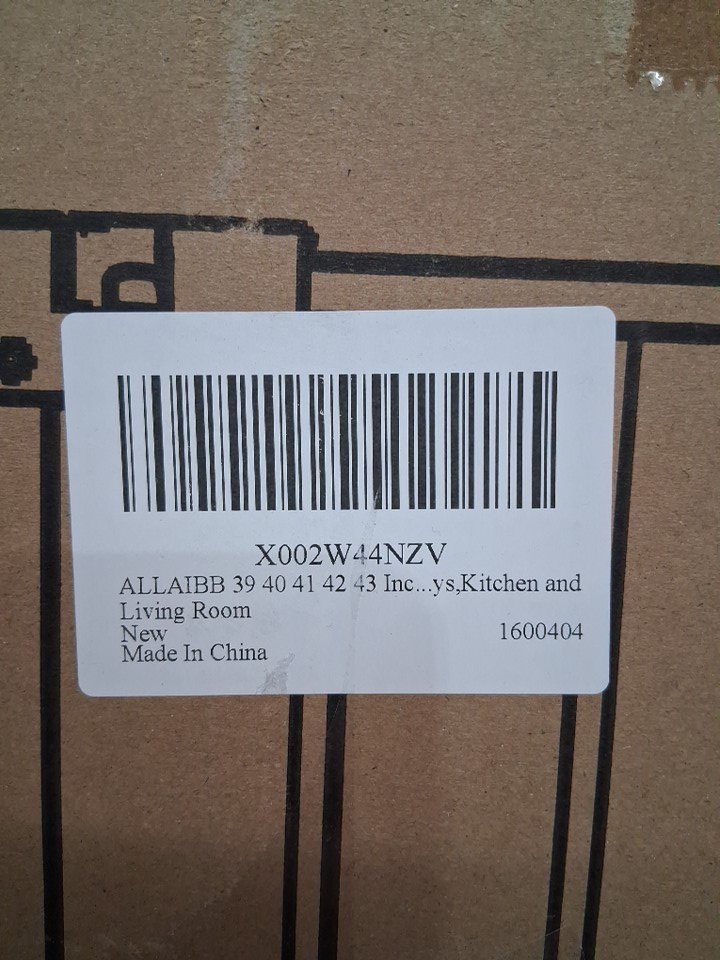 X002W44NZV
ALLAIBB 39 40 41 42 43 Inc...ys,Kitchen and
Living Room
New
1600404
Made In China